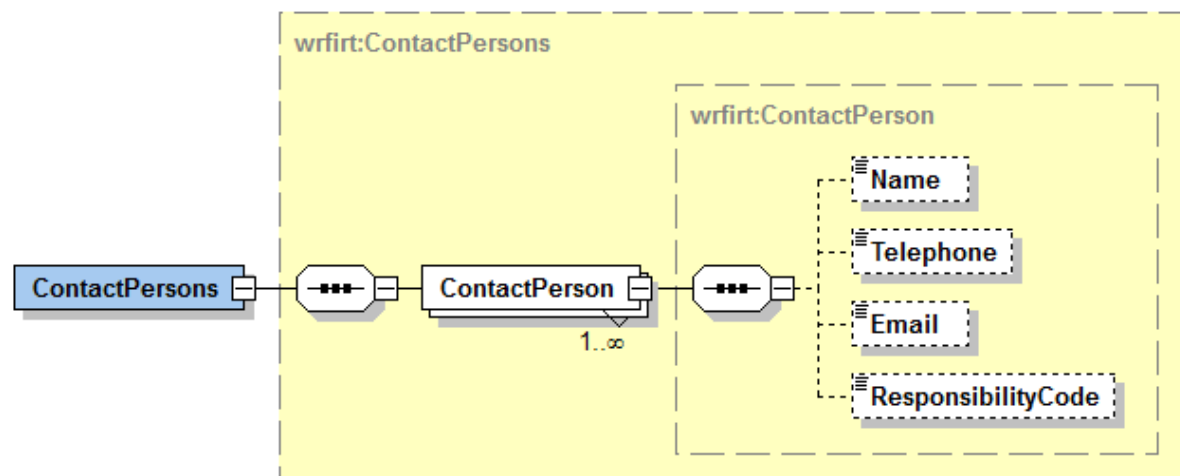 wrfirt:ContactPersons
wrfirt:ContactPerson
Name
Telephone
ContactPersons
ContactPerson
1..∞
Email
ResponsibilityCode